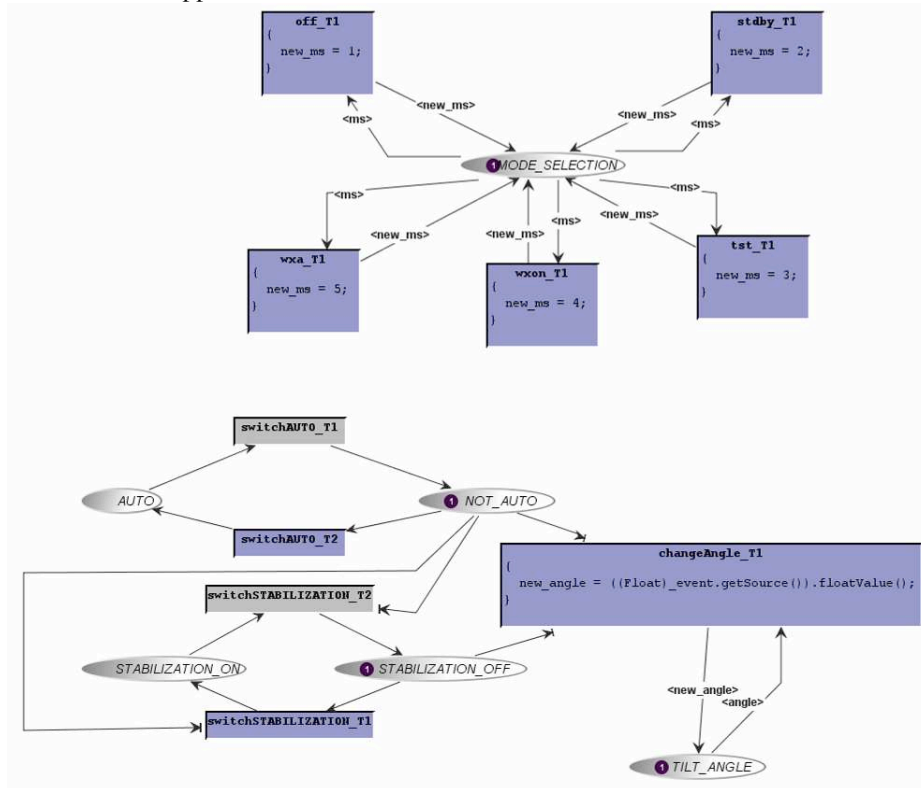 off_T1
{
new_ms = 1;
}
stdby_T1
{
new_ms = 2;
}
<new_ms>
<ms>
<new_ms>
<ms>
1 MODE_SELECTION
<ms>
<new_ms>
<new_ms>
<ms>
<new_ms>
<ms>
wxa_T1
{
new_ms = 5;
}
wxon_T1
{
new_ms = 4;
}
tst_T1
{
new_ms = 3;
}
switchAUTO_T1
AUTO
1 NOT_AUTO
switchAUTO_T2
changeAngle_T1
{
new_angle = ((Float)_event.getSource()).floatValue();
}
switchSTABILIZATION_T2
STABILIZATION_ON
1 STABILIZATION_OFF
switchSTABILIZATION_T1
<new_angle>
<angle>
1 TILT_ANGLE